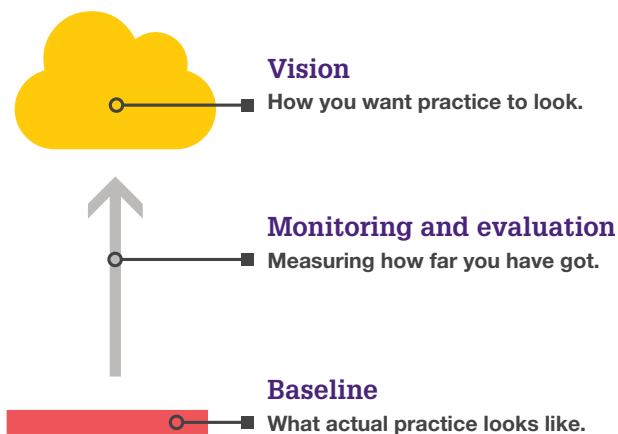 Vision
How you want practice to look.
Monitoring and evaluation
Measuring how far you have got.
Baseline
What actual practice looks like.